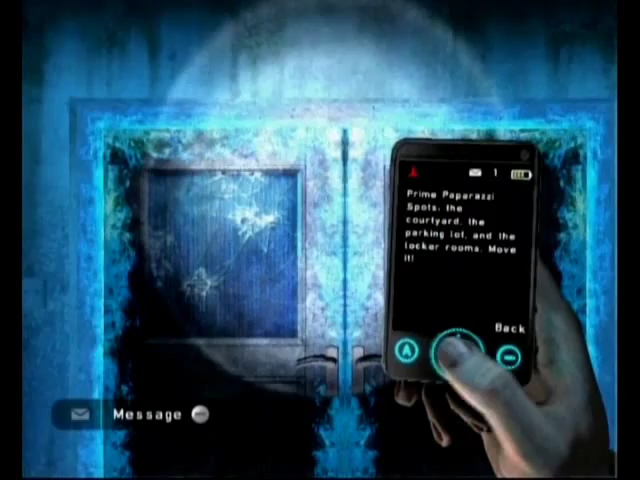 1
Prime Paparazzi
Spots, the
courtyard, the
parking lot, and the
locker rooms. Move
it!
Back
A
Message